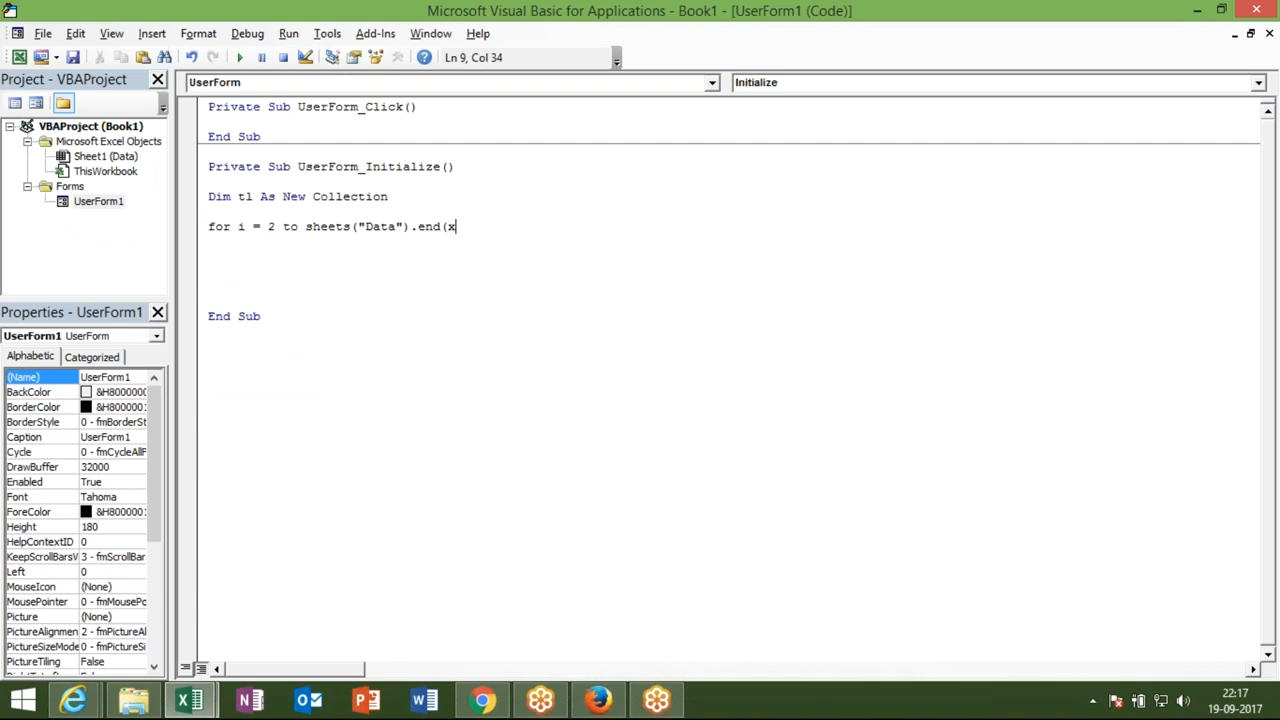 Microsoft Visual Basic for Applications - Book1 - [UserForm1 (Code)]
File Edit View Insert Format Debug Run Tools Add-Ins Window Help
Ln 9, Col 34
Project - VBAProject
VBAProject (Book1)
Microsoft Excel Objects
Sheet1 (Data)
ThisWorkbook
Forms
UserForm1
Properties - UserForm1
UserForm1 UserForm
Alphabetic Categorized
(Name) UserForm1
BackColor &H8000000
BorderColor &H8000001
BorderStyle 0 - fmBorderSt
Caption UserForm1
Cycle 0 - fmCycleAllF
DrawBuffer 32000
Enabled True
Font Tahoma
ForeColor &H8000001
Height 180
HelpContextID 0
KeepScrollBarsV 3 - fmScrollBar
Left 0
MouseIcon (None)
MousePointer 0 - fmMousePo
Picture (None)
PictureAlignmen 2 - fmPictureAl
PictureSizeMode 0 - fmPictureSi
PictureTiling False
UserForm Initialize
Private Sub UserForm_Click()
End Sub
Private Sub UserForm_Initialize()
Dim tl As New Collection
for i = 2 to sheets("Data").end(x
End Sub
22:17
19-09-2017